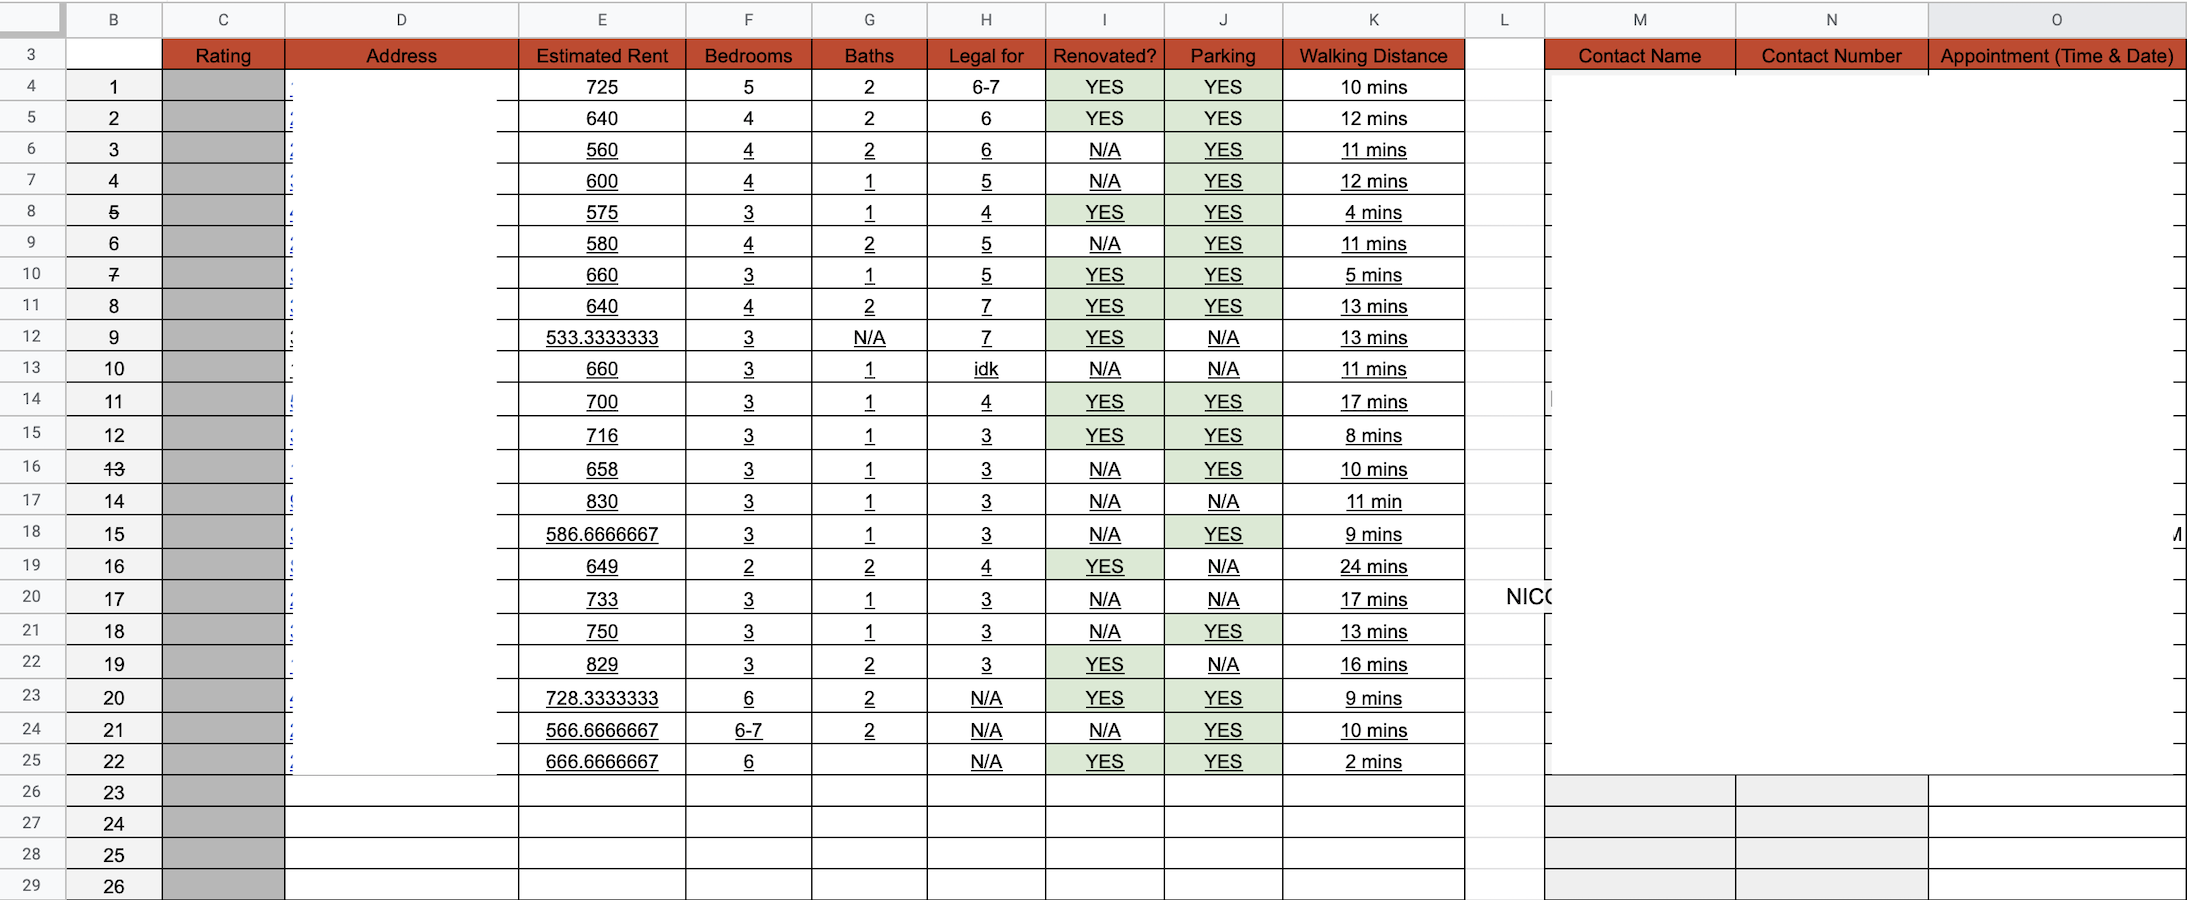 B C D E F G H I J K L M N O
3 Rating Address Estimated Rent Bedrooms Baths Legal for Renovated? Parking Walking Distance Contact Name Contact Number Appointment (Time & Date)
4 1 725 5 2 6-7 YES YES 10 mins
5 2 640 4 2 6 YES YES 12 mins
6 3 560 4 2 6 N/A YES 11 mins
7 4 600 4 1 5 N/A YES 12 mins
8 5 575 3 1 4 YES YES 4 mins
9 6 580 4 2 5 N/A YES 11 mins
10 7 660 3 1 5 YES YES 5 mins
11 8 640 4 2 7 YES YES 13 mins
12 9 533.3333333 3 N/A 7 YES N/A 13 mins
13 10 660 3 1 idk N/A N/A 11 mins
14 11 700 3 1 4 YES YES 17 mins
15 12 716 3 1 3 YES YES 8 mins
16 13 658 3 1 3 N/A YES 10 mins
17 14 830 3 1 3 N/A N/A 11 min
18 15 586.6666667 3 1 3 N/A YES 9 mins
19 16 649 2 2 4 YES N/A 24 mins
20 17 733 3 1 3 N/A N/A 17 mins
21 18 750 3 1 3 N/A YES 13 mins
22 19 829 3 2 3 YES N/A 16 mins
23 20 728.3333333 6 2 N/A YES YES 9 mins
24 21 566.6666667 6-7 2 N/A N/A YES 10 mins
25 22 666.6666667 6 N/A YES YES 2 mins
26 23
27 24
28 25
29 26